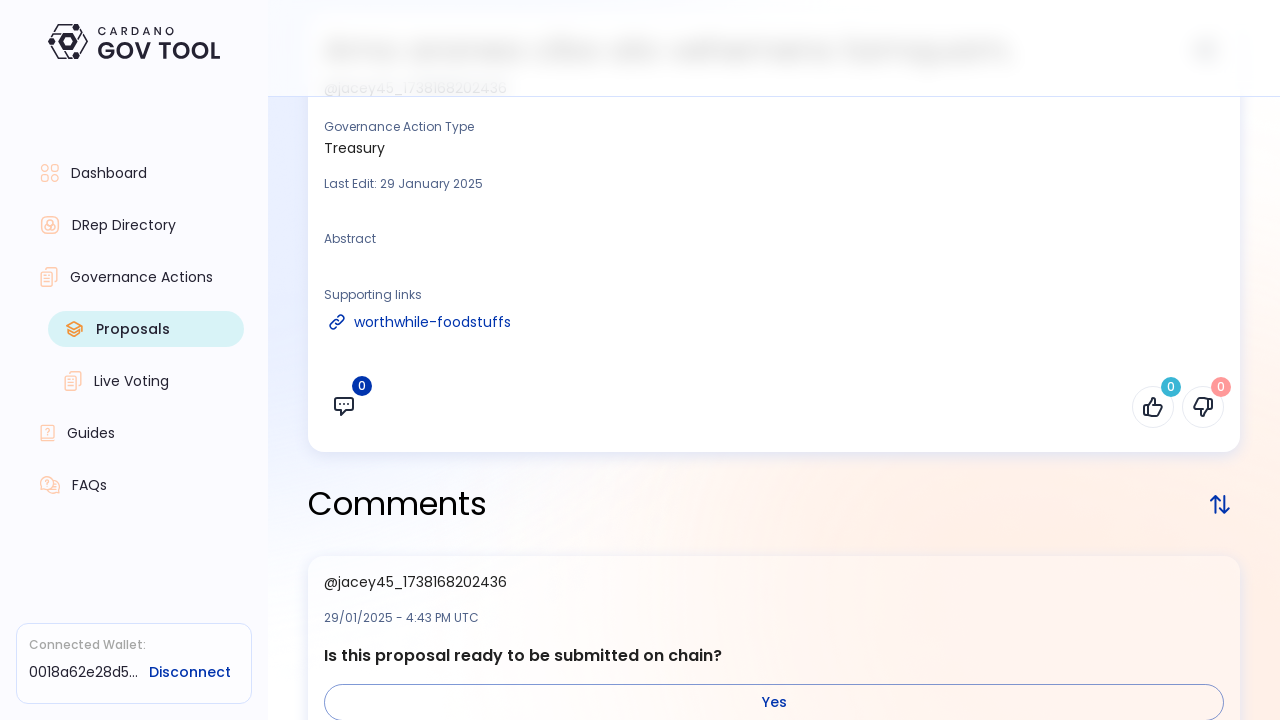 CARDANO
GOV TOOL
Dashboard
DRep Directory
Governance Actions
Proposals
Live Voting
Guides
FAQs
Connected Wallet:
0018a62e28d5...
Disconnect
@jacey45_1738168202436
Governance Action Type
Treasury
Last Edit: 29 January 2025
Abstract
Supporting links
worthwhile-foodstuffs
0
0
0
Comments
@jacey45_1738168202436
29/01/2025 - 4:43 PM UTC
Is this proposal ready to be submitted on chain?
Yes